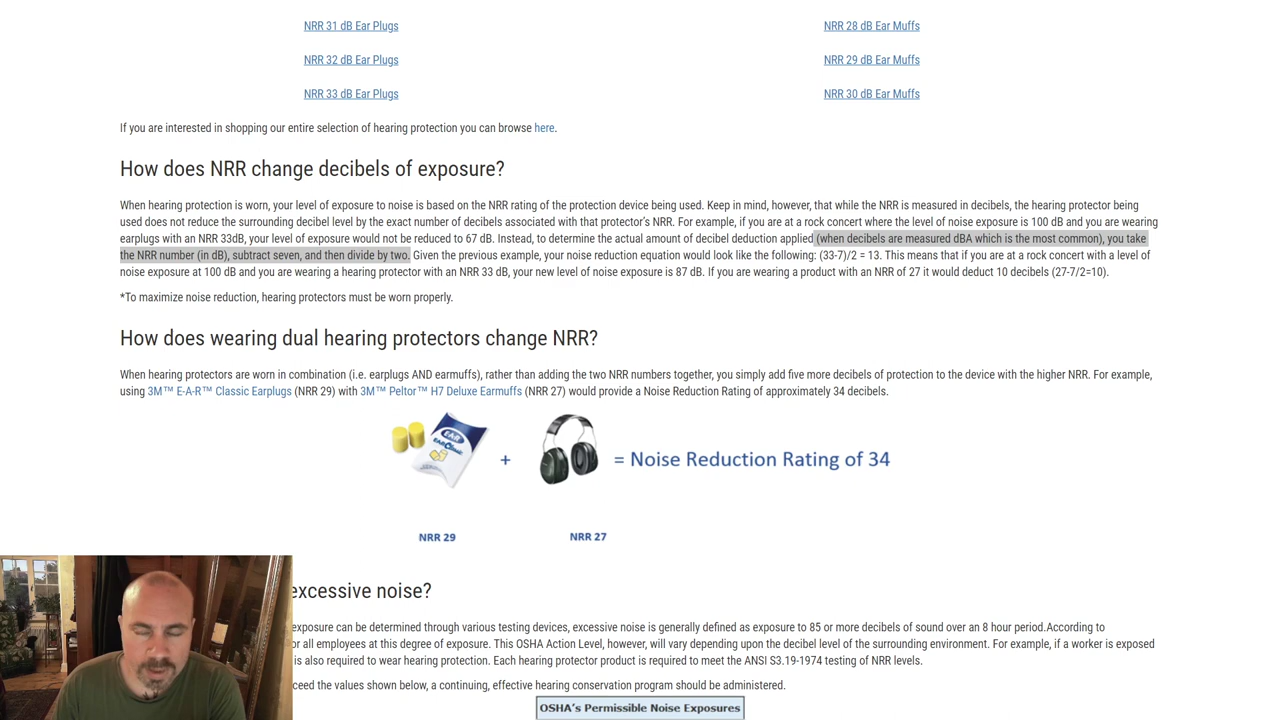 NRR 31 dB Ear Plugs
NRR 28 dB Ear Muffs
NRR 32 dB Ear Plugs
NRR 29 dB Ear Muffs
NRR 33 dB Ear Plugs
NRR 30 dB Ear Muffs
If you are interested in shopping our entire selection of hearing protection you can browse here.
How does NRR change decibels of exposure?
When hearing protection is worn, your level of exposure to noise is based on the NRR rating of the protection device being used. Keep in mind, however, that while the NRR is measured in decibels, the hearing protector being
used does not reduce the surrounding decibel level by the exact number of decibels associated with that protector's NRR. For example, if you are at a rock concert where the level of noise exposure is 100 dB and you are wearing
earplugs with an NRR 33dB, your level of exposure would not be reduced to 67 dB. Instead, to determine the actual amount of decibel deduction applied (when decibels are measured dBA which is the most common), you take
the NRR number (in dB), subtract seven, and then divide by two. Given the previous example, your noise reduction equation would look like the following: (33-7)/2 = 13. This means that if you are at a rock concert with a level of
noise exposure at 100 dB and you are wearing a hearing protector with an NRR 33 dB, your new level of noise exposure is 87 dB. If you are wearing a product with an NRR of 27 it would deduct 10 decibels (27-7/2=10).
*To maximize noise reduction, hearing protectors must be worn properly.
How does wearing dual hearing protectors change NRR?
When hearing protectors are worn in combination (i.e. earplugs AND earmuffs), rather than adding the two NRR numbers together, you simply add five more decibels of protection to the device with the higher NRR. For example,
using 3M™ E-A-R™ Classic Earplugs (NRR 29) with 3M™ Peltor™ H7 Deluxe Earmuffs (NRR 27) would provide a Noise Reduction Rating of approximately 34 decibels.
EAR
+ = Noise Reduction Rating of 34
NRR 29 NRR 27
excessive noise?
exposure can be determined through various testing devices, excessive noise is generally defined as exposure to 85 or more decibels of sound over an 8 hour period.According to
or all employees at this degree of exposure. This OSHA Action Level, however, will vary depending upon the decibel level of the surrounding environment. For example, if a worker is exposed
is also required to wear hearing protection. Each hearing protector product is required to meet the ANSI S3.19-1974 testing of NRR levels.
ceed the values shown below, a continuing, effective hearing conservation program should be administered.
OSHA's Permissible Noise Exposures